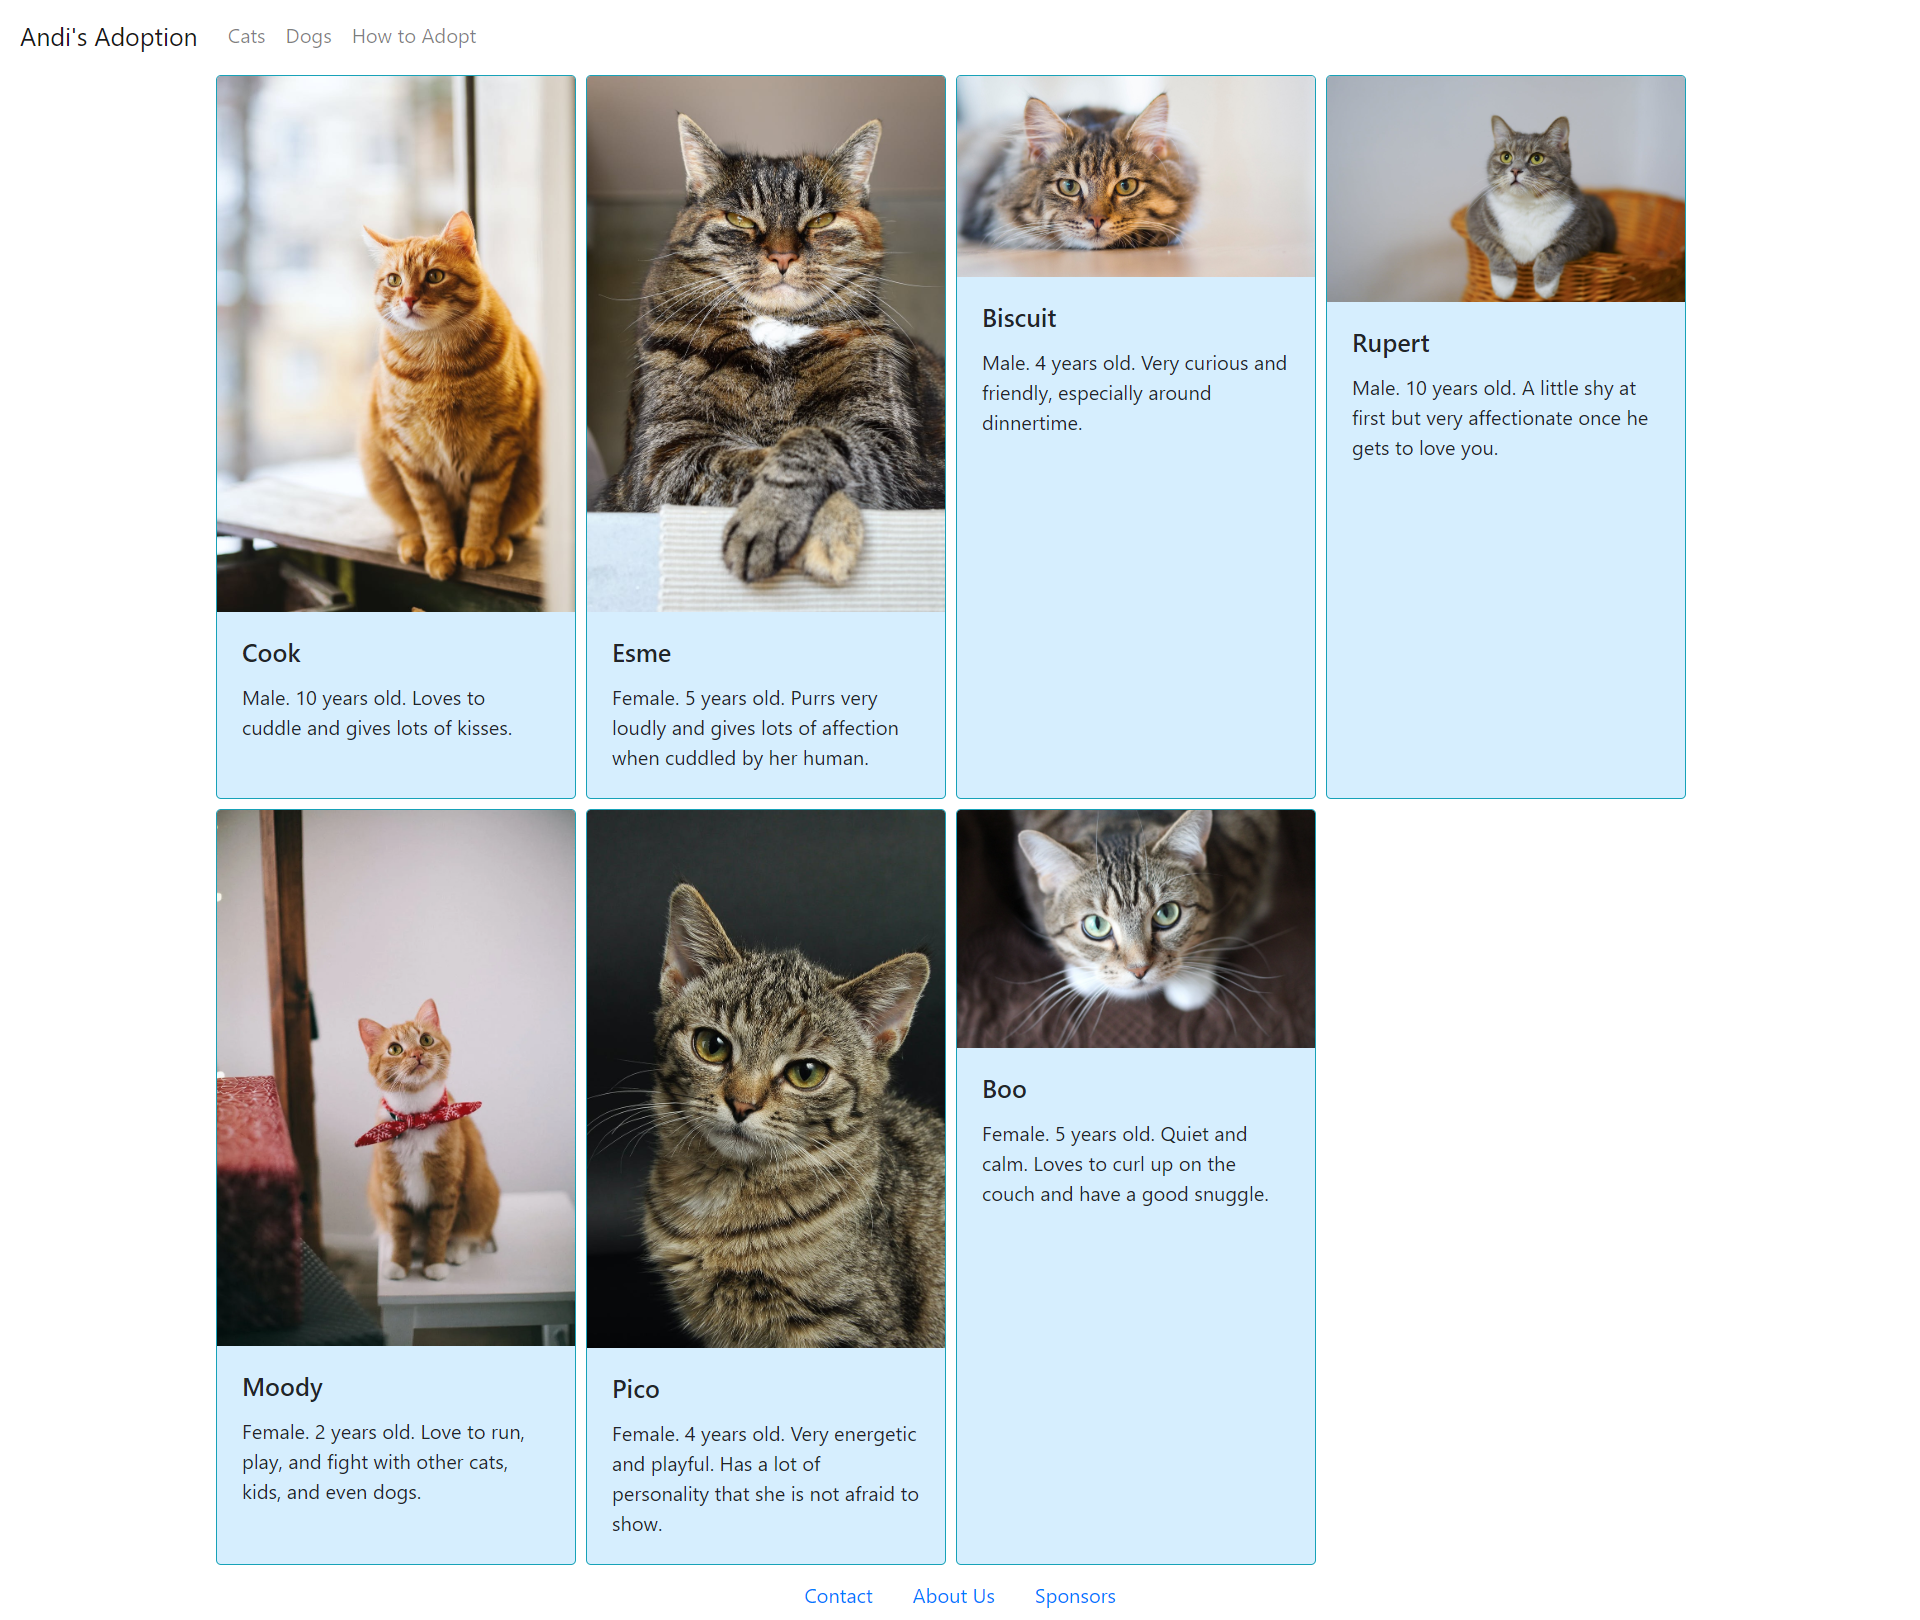 Andi's Adoption Cats Dogs How to Adopt
Cook
Male. 10 years old. Loves to
cuddle and gives lots of kisses.
Esme
Female. 5 years old. Purrs very
loudly and gives lots of affection
when cuddled by her human.
Biscuit
Male. 4 years old. Very curious and
friendly, especially around
dinnertime.
Rupert
Male. 10 years old. A little shy at
first but very affectionate once he
gets to love you.
Moody
Female. 2 years old. Love to run,
play, and fight with other cats,
kids, and even dogs.
Pico
Female. 4 years old. Very energetic
and playful. Has a lot of
personality that she is not afraid to
show.
Boo
Female. 5 years old. Quiet and
calm. Loves to curl up on the
couch and have a good snuggle.
Contact About Us Sponsors